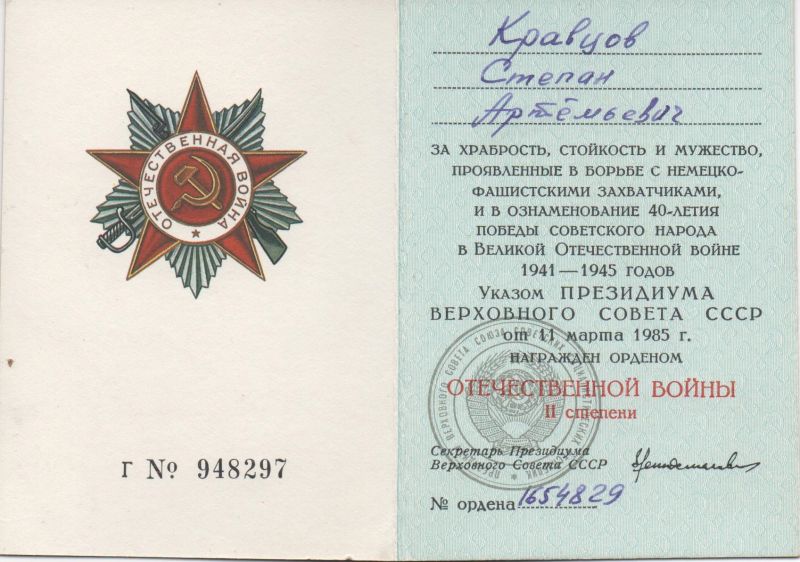 ОТЕЧЕСТВЕННАЯ ВОЙНА
Г № 948297
Кравцов
Степан
Артёмьевич
ЗА ХРАБРОСТЬ, СТОЙКОСТЬ И МУЖЕСТВО,
ПРОЯВЛЕННЫЕ В БОРЬБЕ С НЕМЕЦКО-
ФАШИСТСКИМИ ЗАХВАТЧИКАМИ,
И В ОЗНАМЕНОВАНИЕ 40-ЛЕТИЯ
ПОБЕДЫ СОВЕТСКОГО НАРОДА
В ВЕЛИКОЙ ОТЕЧЕСТВЕННОЙ ВОЙНЕ
1941—1945 ГОДОВ
УКАЗОМ ПРЕЗИДИУМА
ВЕРХОВНОГО СОВЕТА СССР
от 11 марта 1985 г.
НАГРАЖДЕН ОРДЕНОМ
ОТЕЧЕСТВЕННОЙ ВОЙНЫ
II степени
Секретарь Президиума
Верховного Совета СССР
№ ордена 1654829